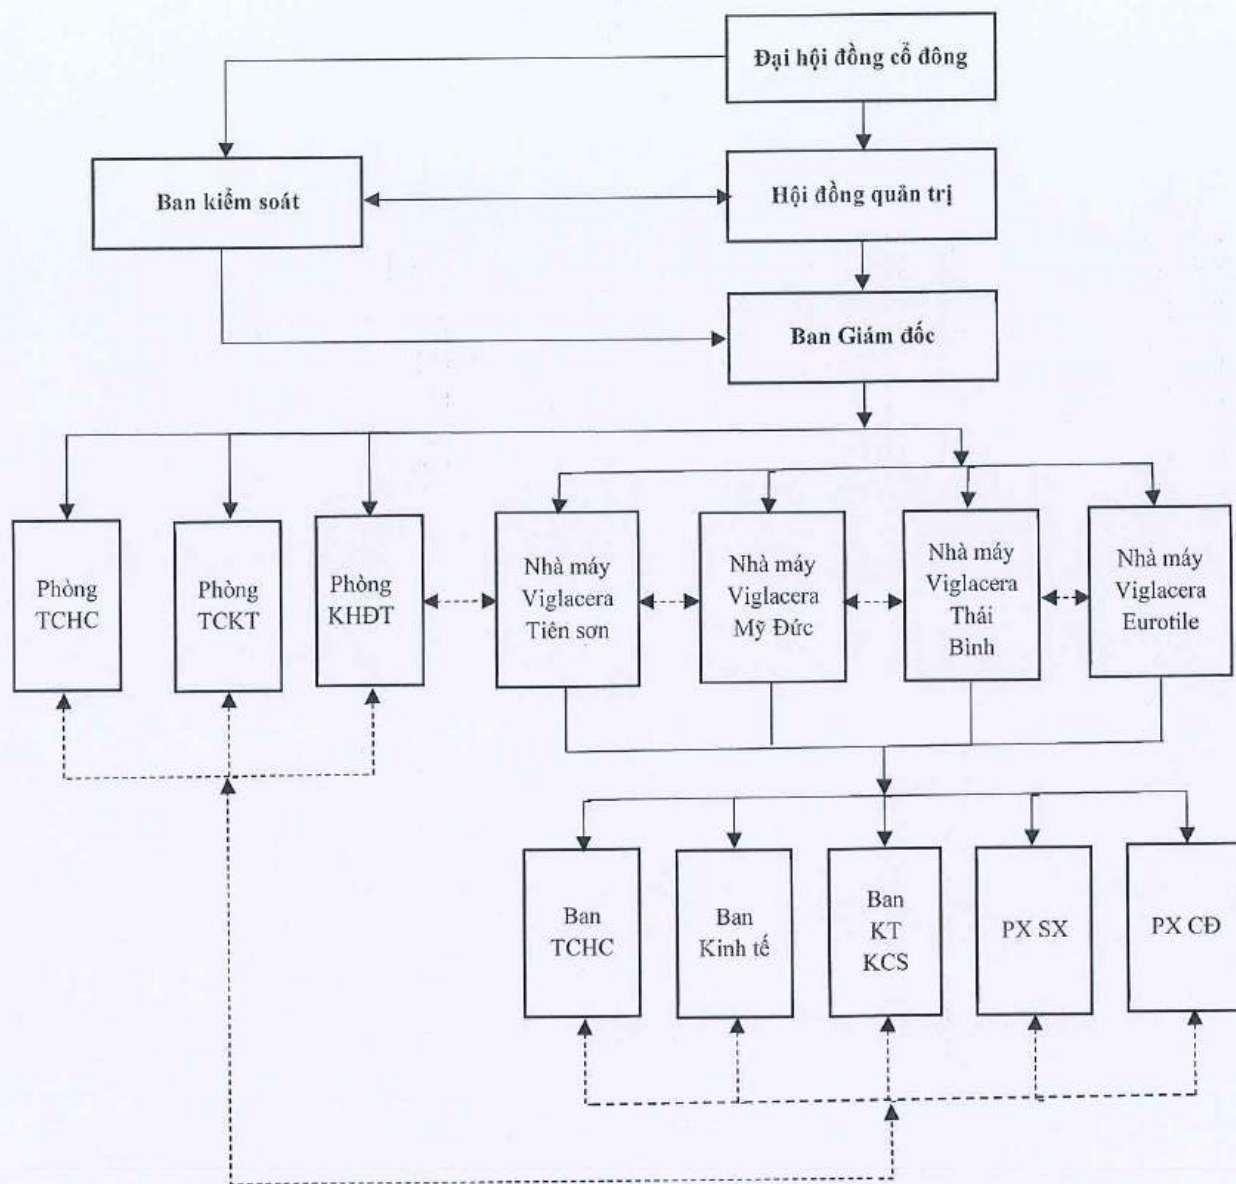 Đại hội đồng cổ đông
Ban kiểm soát
Hội đồng quản trị
Ban Giám đốc
Phòng
TCHC
Phòng
TCKT
Phòng
KHĐT
Nhà máy
Viglacera
Tiên sơn
Nhà máy
Viglacera
Mỹ Đức
Nhà máy
Viglacera
Thái
Bình
Nhà máy
Viglacera
Eurotile
Ban
TCHC
Ban
Kinh tế
Ban
KT
KCS
PX SX
PX CĐ